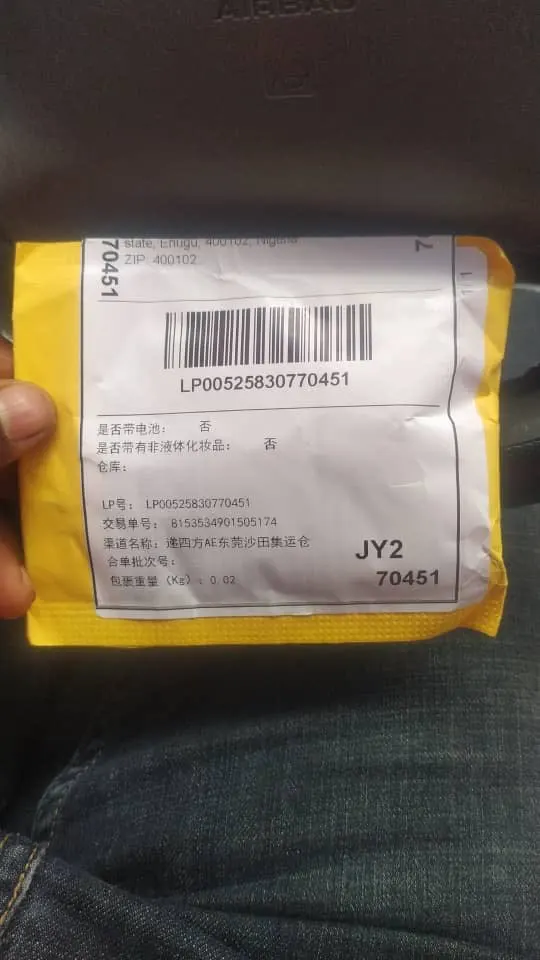 AIRBAG
state, Enugu, 400102, Nigeria
ZIP: 400102
70451
7
1/1
LP00525830770451
是否带电池： 否
是否带有非液体化妆品： 否
仓库：
LP号： LP00525830770451
交易单号： 8153534901505174
渠道名称：递四方AE东莞沙田集运仓
合单批次号：
包裹重量（Kg）：0.02
JY2
70451